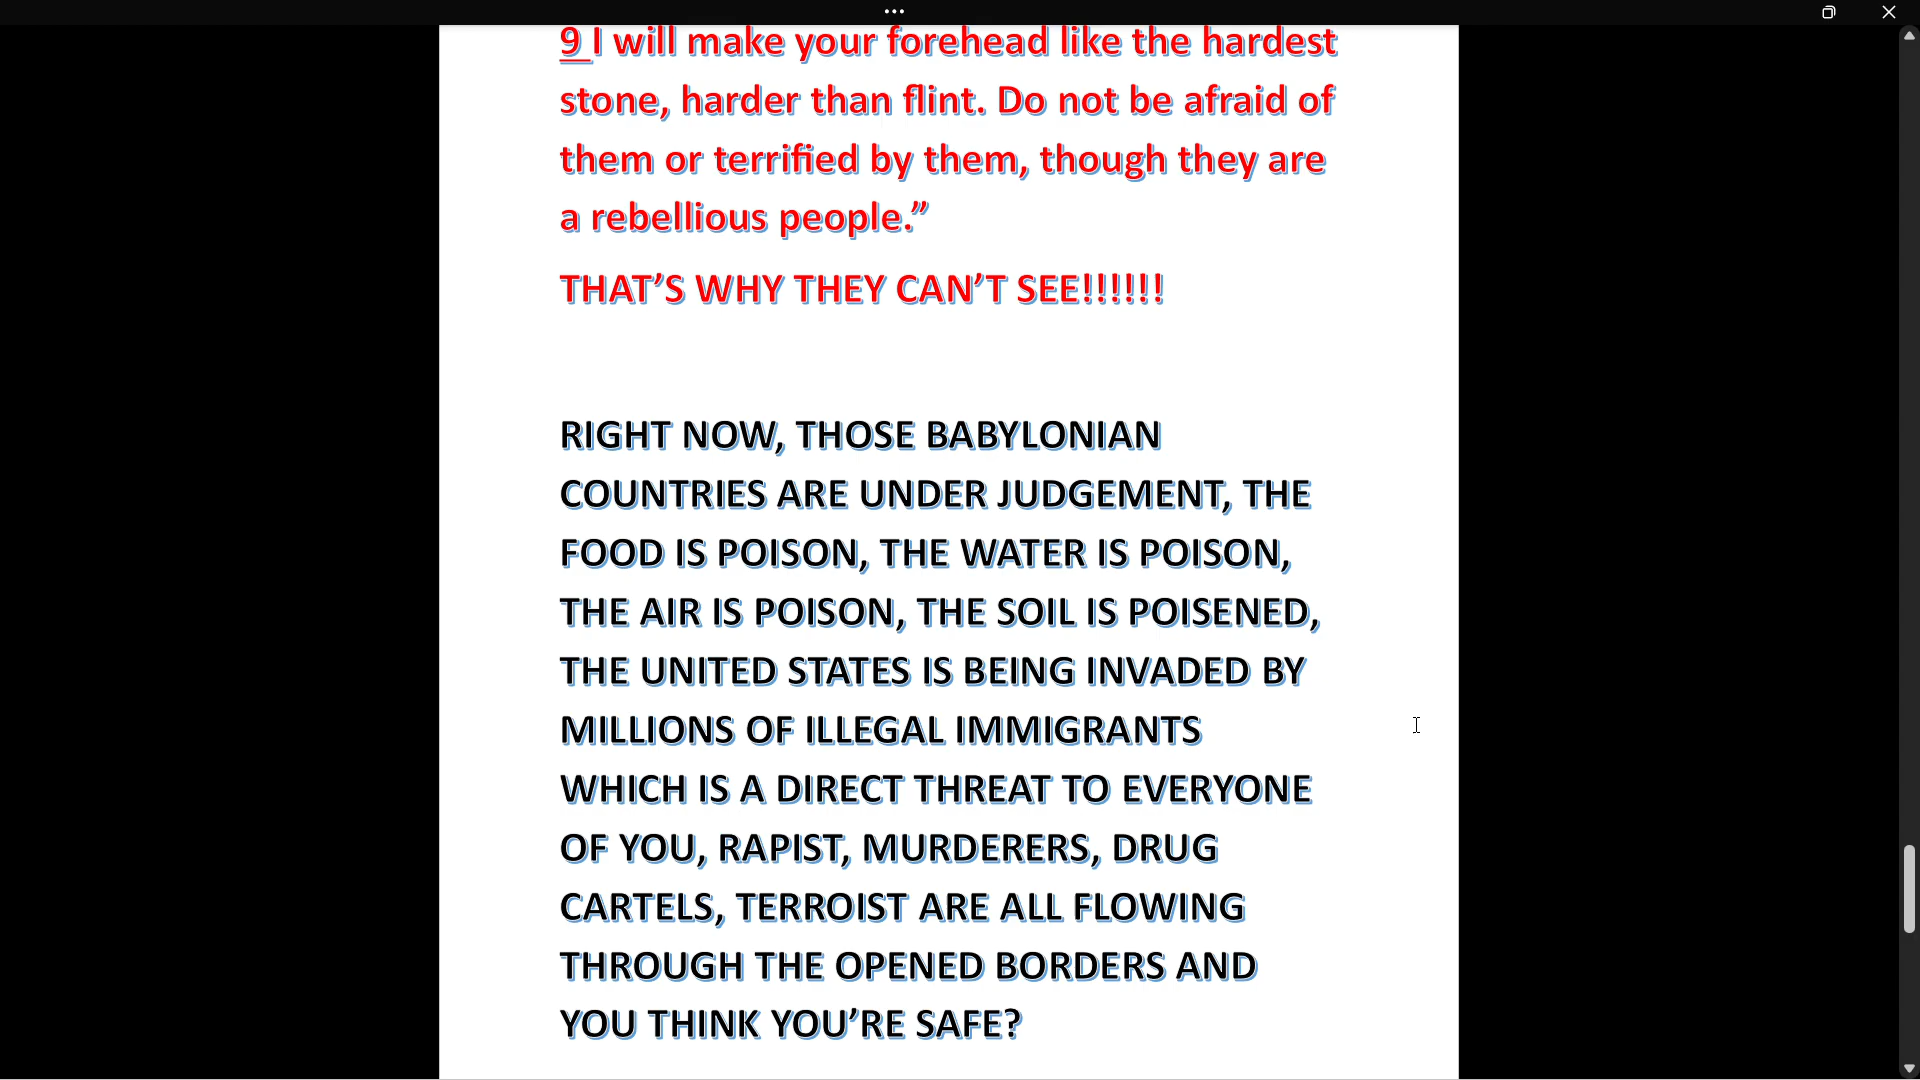 9 I will make your forehead like the hardest
stone, harder than flint. Do not be afraid of
them or terrified by them, though they are
a rebellious people.”
THAT’S WHY THEY CAN’T SEE!!!!!!
RIGHT NOW, THOSE BABYLONIAN
COUNTRIES ARE UNDER JUDGEMENT, THE
FOOD IS POISON, THE WATER IS POISON,
THE AIR IS POISON, THE SOIL IS POISENED,
THE UNITED STATES IS BEING INVADED BY
MILLIONS OF ILLEGAL IMMIGRANTS
WHICH IS A DIRECT THREAT TO EVERYONE
OF YOU, RAPIST, MURDERERS, DRUG
CARTELS, TERROIST ARE ALL FLOWING
THROUGH THE OPENED BORDERS AND
YOU THINK YOU’RE SAFE?